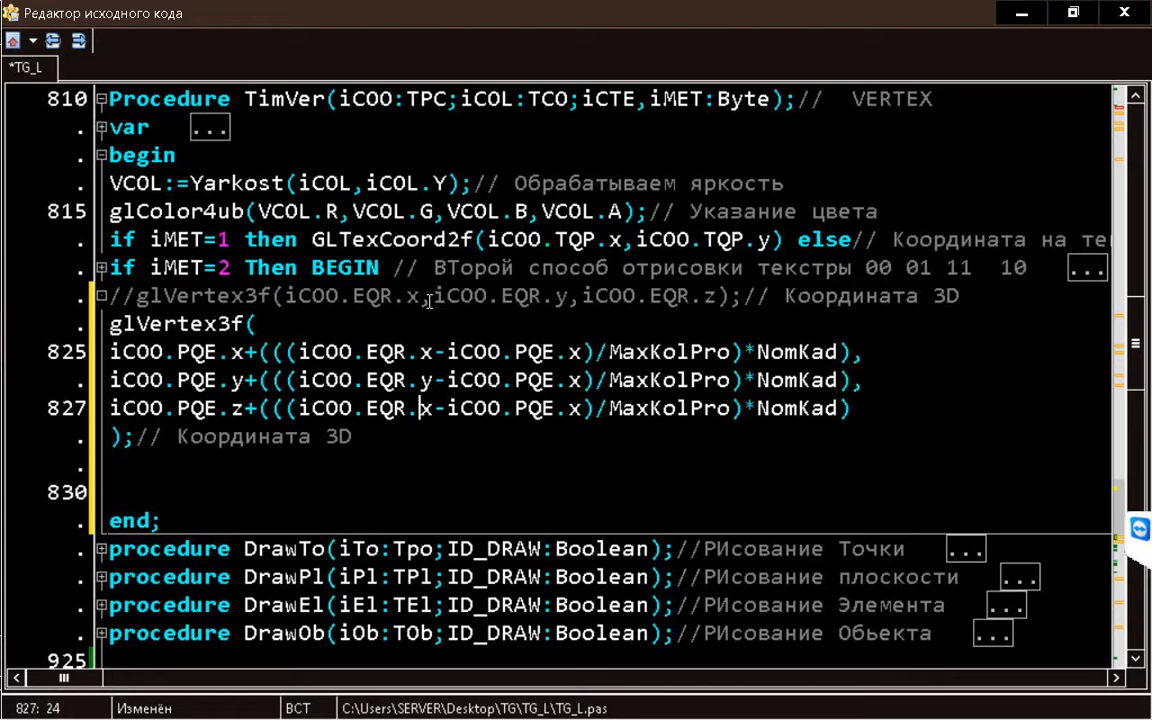 Редактор исходного кода
*TG_L
810 Procedure TimVer(iCOO:TPC;iCOL:TCO;iCTE,iMET:Byte);// VERTEX
. var ...
. begin
. VCOL:=Yarkost(iCOL,iCOL.Y);// Обрабатываем яркость
815 glColor4ub(VCOL.R,VCOL.G,VCOL.B,VCOL.A);// Указание цвета
. if iMET=1 then GLTexCoord2f(iCOO.TQP.x,iCOO.TQP.y) else// Координата на те
. if iMET=2 Then BEGIN // ВТорой способ отрисовки текстры 00 01 11 10 ...
. //glVertex3f(iCOO.EQR.x,iCOO.EQR.y,iCOO.EQR.z);// Координата 3D
. glVertex3f(
825 iCOO.PQE.x+(((iCOO.EQR.x-iCOO.PQE.x)/MaxKolPro)*NomKad),
. iCOO.PQE.y+(((iCOO.EQR.y-iCOO.PQE.x)/MaxKolPro)*NomKad),
827 iCOO.PQE.z+(((iCOO.EQR.x-iCOO.PQE.x)/MaxKolPro)*NomKad)
. );// Координата 3D
.
830
. end;
. procedure DrawTo(iTo:Tpo;ID_DRAW:Boolean);//РИсование Точки ...
. procedure DrawPl(iPl:TPl;ID_DRAW:Boolean);//РИсование плоскости ...
. procedure DrawEl(iEl:TEl;ID_DRAW:Boolean);//РИсование Элемента ...
. procedure DrawOb(iOb:TOb;ID_DRAW:Boolean);//РИсование Обьекта ...
925
827: 24 Изменён ВСТ C:\Users\SERVER\Desktop\TG\TG_L\TG_L.pas